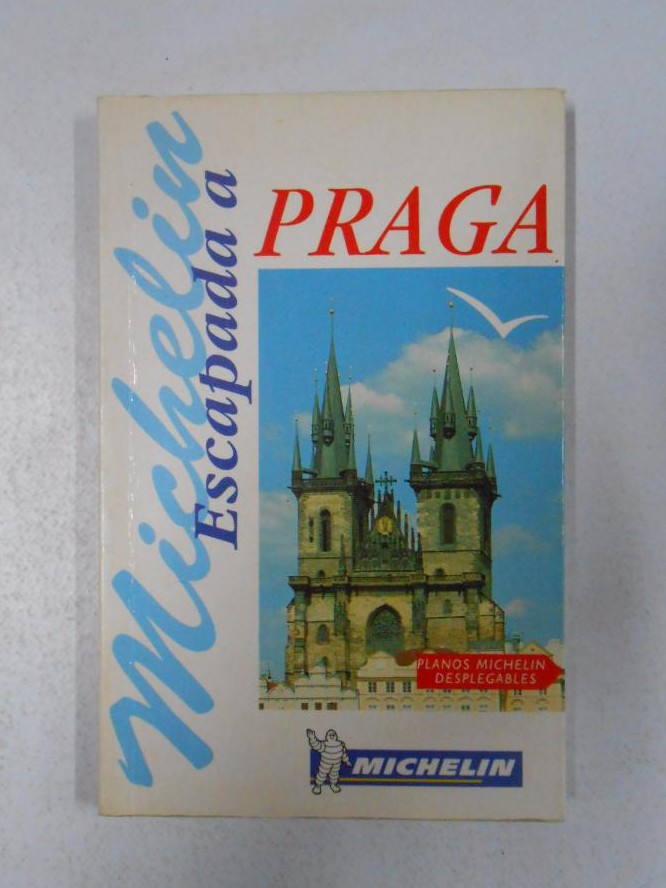 Michelin
Escapada a
PRAGA
PLANOS MICHELIN
DESPLEGABLES
MICHELIN